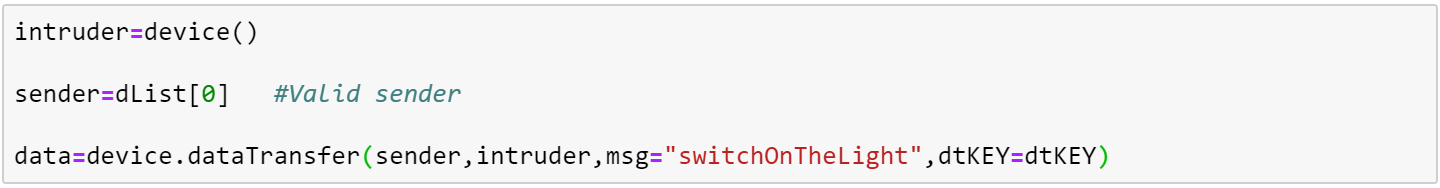 intruder=device()
sender=dList[0]   #Valid sender
data=device.dataTransfer(sender,intruder,msg="switchOnTheLight",dtKEY=dtKEY)